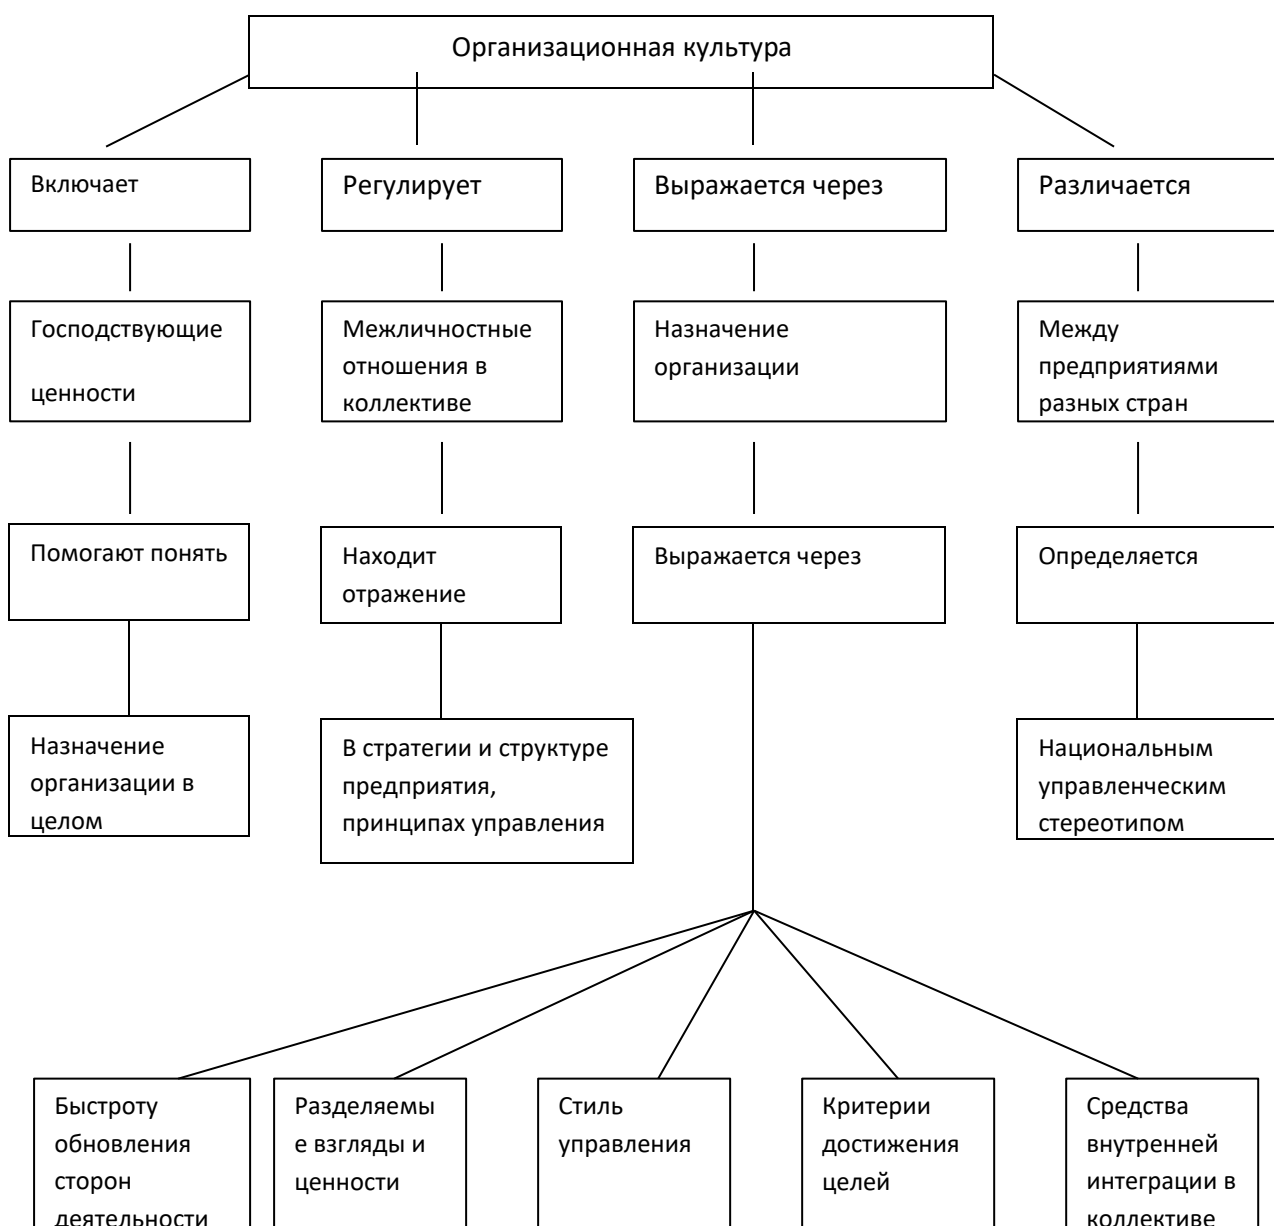 Организационная культура
Включает
Регулирует
Выражается через
Различается
Господствующие
ценности
Межличностные
отношения в
коллективе
Назначение
организации
Между
предприятиями
разных стран
Помогают понять
Находит
отражение
Выражается через
Определяется
Назначение
организации в
целом
В стратегии и структуре
предприятия,
принципах управления
Национальным
управленческим
стереотипом
Быстроту
обновления
сторон
деятельности
Разделяемы
е взгляды и
ценности
Стиль
управления
Критерии
достижения
целей
Средства
внутренней
интеграции в
коллективе